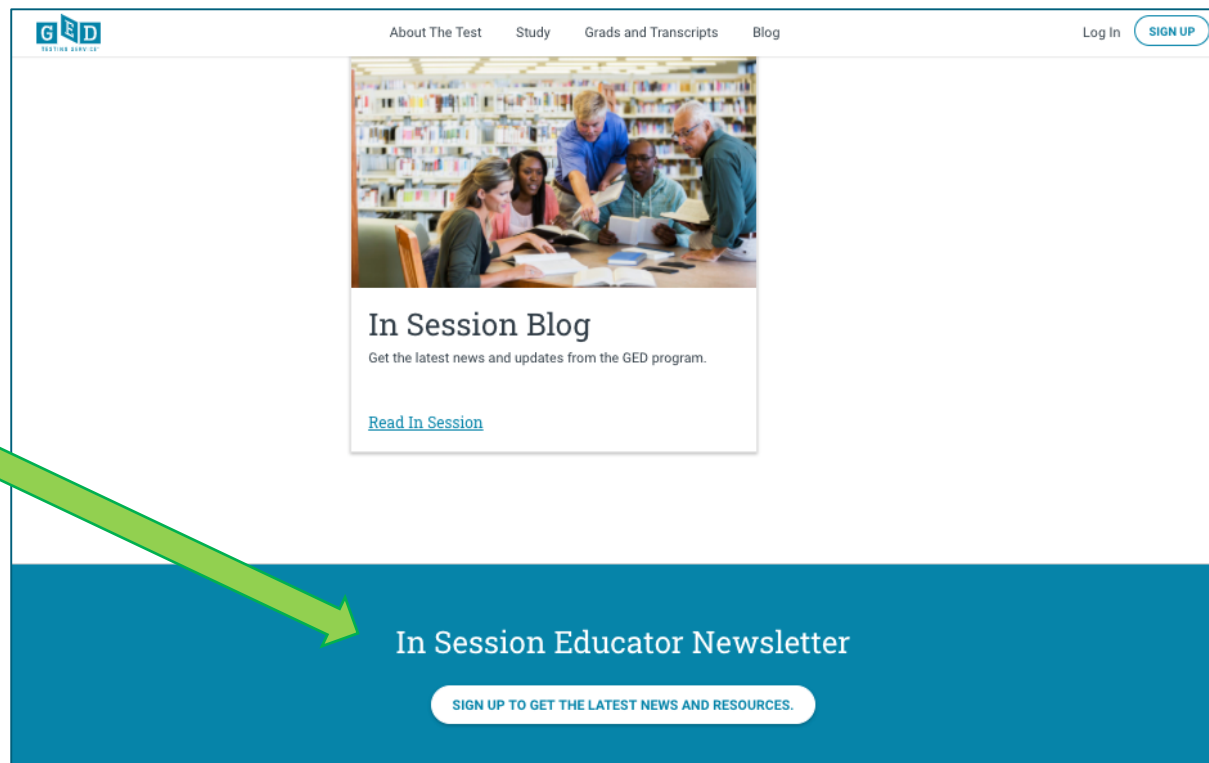 GED
TESTING SERVICE
About The Test Study Grads and Transcripts Blog Log In SIGN UP
In Session Blog
Get the latest news and updates from the GED program.
Read In Session
In Session Educator Newsletter
SIGN UP TO GET THE LATEST NEWS AND RESOURCES.